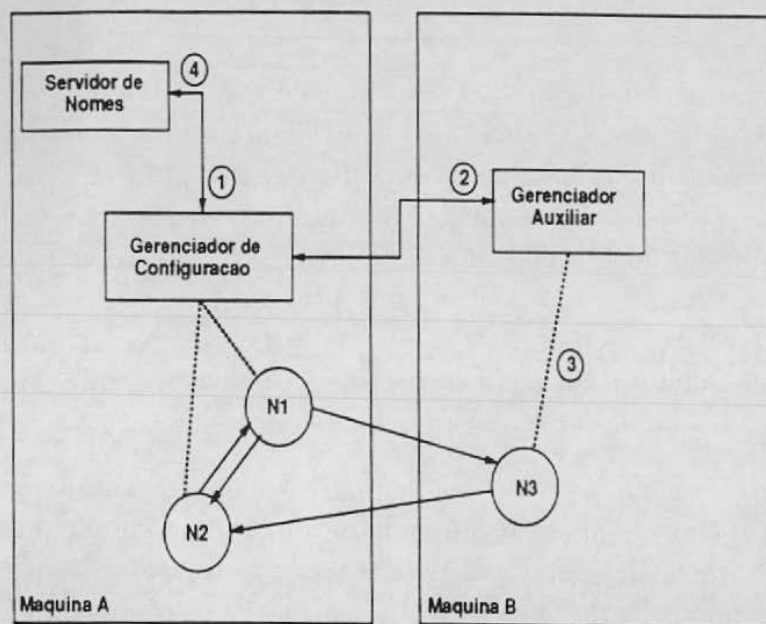 Servidor de
Nomes
4
1
2
Gerenciador
Auxiliar
Gerenciador de
Configuracao
3
N1
N3
N2
Maquina A
Maquina B